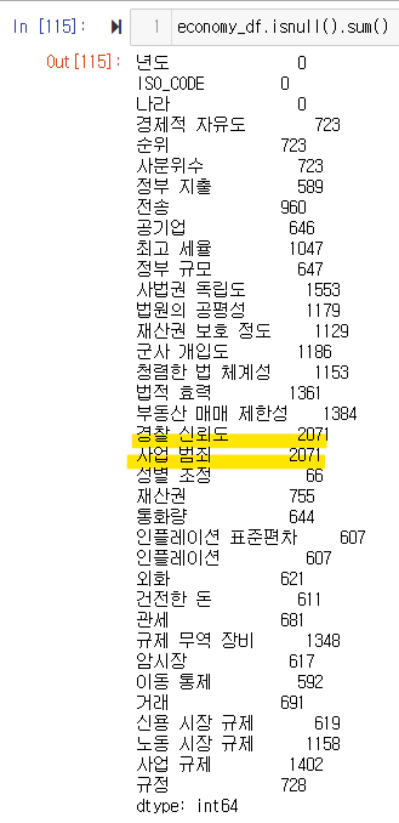 In [115]: 1 economy_df.isnull().sum()
Out[115]: 년도 0
ISO_CODE 0
나라 0
경제적 자유도 723
순위 723
사분위수 723
정부 지출 589
전송 960
공기업 646
최고 세율 1047
정부 규모 647
사법권 독립도 1553
법원의 공평성 1179
재산권 보호 정도 1129
군사 개입도 1186
청렴한 법 체계성 1153
법적 효력 1361
부동산 매매 제한성 1384
경찰 신뢰도 2071
사업 범죄 2071
성별 조정 66
재산권 755
통화량 644
인플레이션 표준편차 607
인플레이션 607
외화 621
건전한 돈 611
관세 681
규제 무역 장비 1348
암시장 617
이동 통제 592
거래 691
신용 시장 규제 619
노동 시장 규제 1158
사업 규제 1402
규정 728
dtype: int64